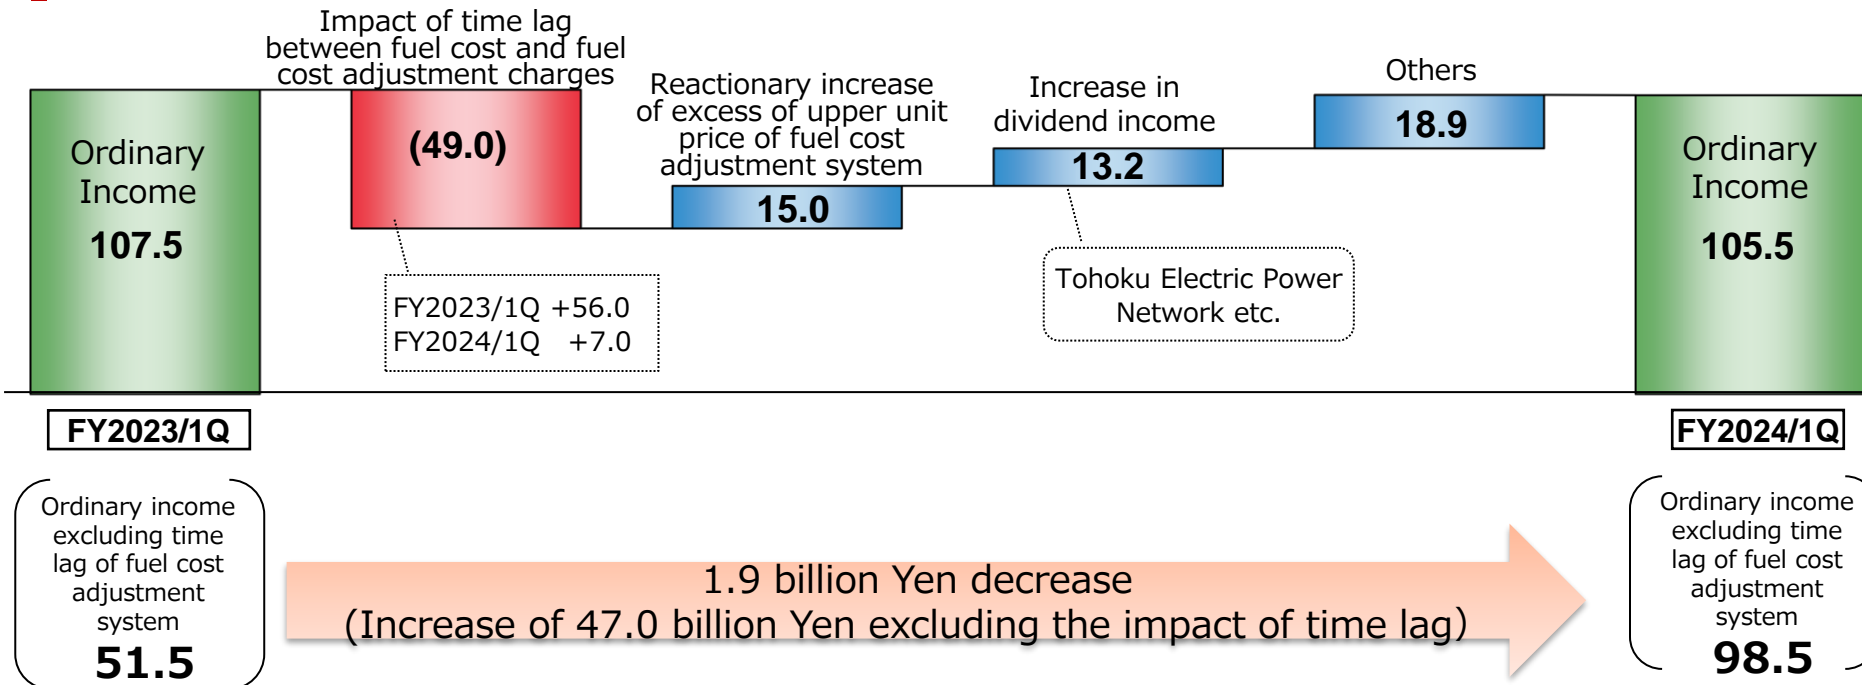 Impact of time lag
between fuel cost and fuel
cost adjustment charges
Reactionary increase
of excess of upper unit
price of fuel cost
adjustment system
Increase in
dividend income
Others
Ordinary
Income
107.5
(49.0)
15.0
13.2
18.9
Ordinary
Income
105.5
FY2023/1Q +56.0
FY2024/1Q +7.0
Tohoku Electric Power
Network etc.
FY2023/1Q
FY2024/1Q
Ordinary income
excluding time
lag of fuel cost
adjustment
system
51.5
1.9 billion Yen decrease
(Increase of 47.0 billion Yen excluding the impact of time lag)
Ordinary income
excluding time
lag of fuel cost
adjustment
system
98.5